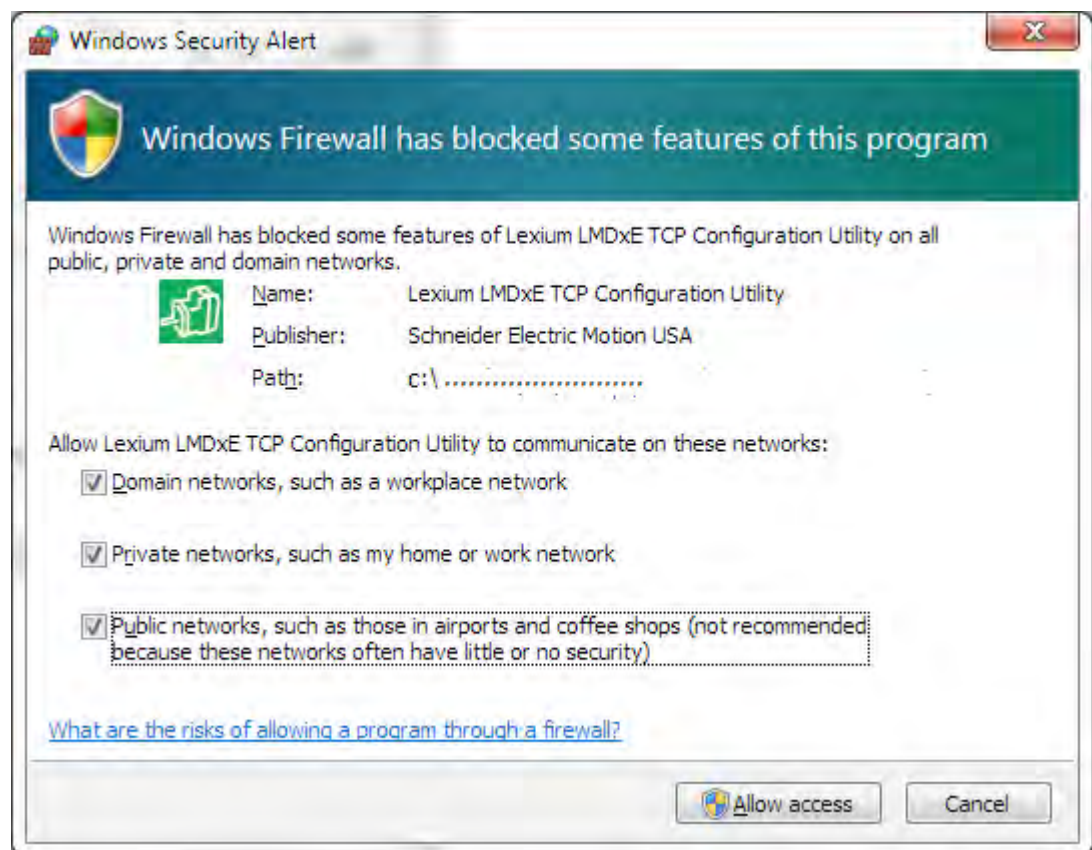 Windows Security Alert
Windows Firewall has blocked some features of this program
Windows Firewall has blocked some features of Lexium LMDxE TCP Configuration Utility on all
public, private and domain networks.
Name: Lexium LMDxE TCP Configuration Utility
Publisher: Schneider Electric Motion USA
Path: c:\ ..........................
Allow Lexium LMDxE TCP Configuration Utility to communicate on these networks:
Domain networks, such as a workplace network
Private networks, such as my home or work network
Public networks, such as those in airports and coffee shops (not recommended
because these networks often have little or no security)
What are the risks of allowing a program through a firewall?
Allow access Cancel